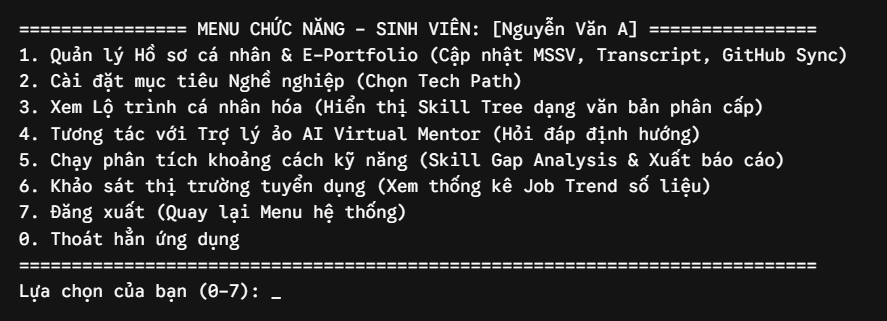 ================ MENU CHỨC NĂNG - SINH VIÊN: [Nguyễn Văn A] ================
1. Quản lý Hồ sơ cá nhân & E-Portfolio (Cập nhật MSSV, Transcript, GitHub Sync)
2. Cài đặt mục tiêu Nghề nghiệp (Chọn Tech Path)
3. Xem Lộ trình cá nhân hóa (Hiển thị Skill Tree dạng văn bản phân cấp)
4. Tương tác với Trợ lý ảo AI Virtual Mentor (Hỏi đáp định hướng)
5. Chạy phân tích khoảng cách kỹ năng (Skill Gap Analysis & Xuất báo cáo)
6. Khảo sát thị trường tuyển dụng (Xem thống kê Job Trend số liệu)
7. Đăng xuất (Quay lại Menu hệ thống)
0. Thoát hẳn ứng dụng
============================================================================
Lựa chọn của bạn (0-7): _